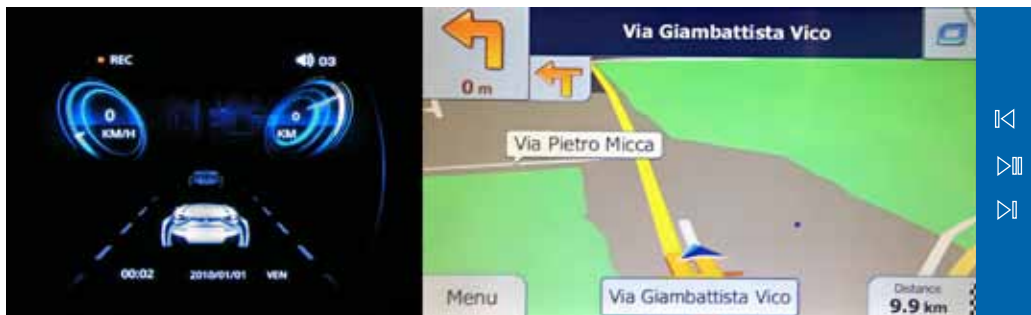 REC
03
0
KM/H
0
KM
00:02
2010/01/01
VEN
Via Giambattista Vico
0 m
Via Pietro Micca
Menu
Via Giambattista Vico
Distance
9.9 km